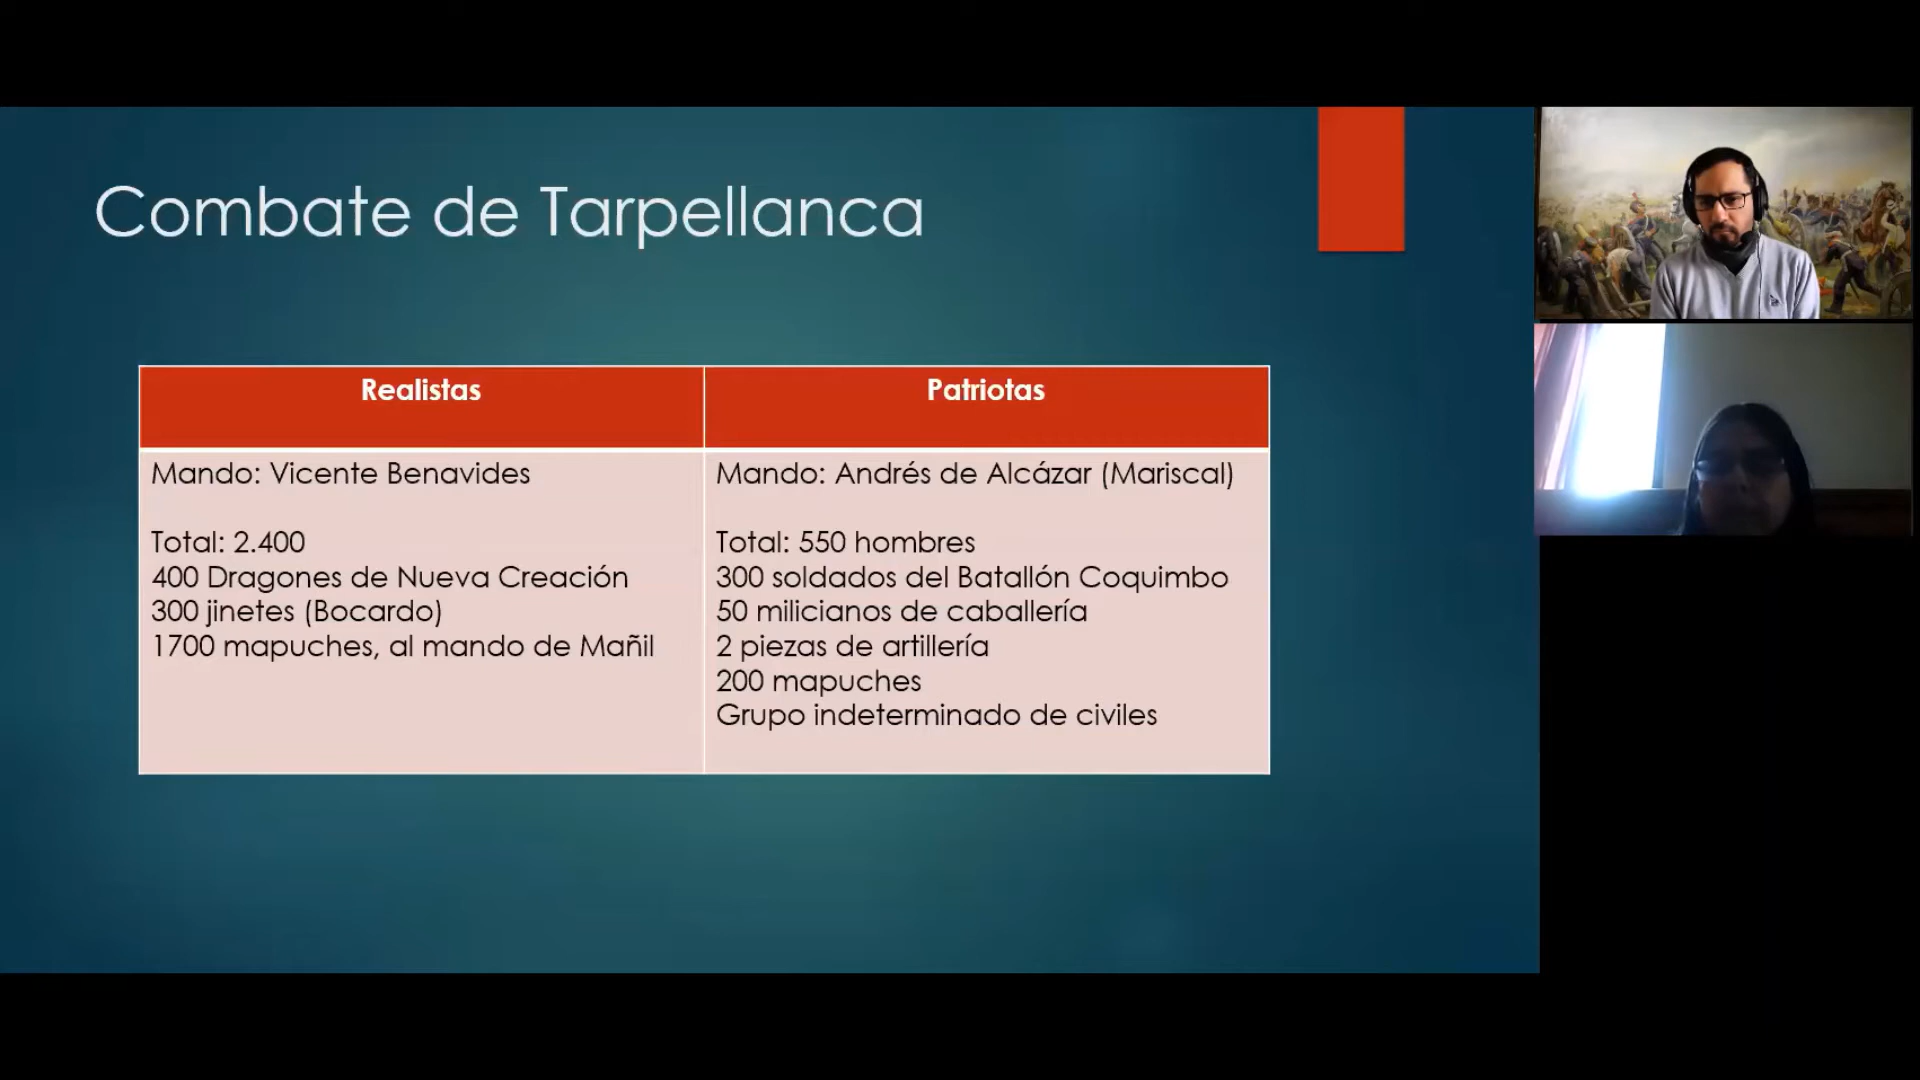 Combate de Tarpellanca
Realistas
Patriotas
Mando: Vicente Benavides
Total: 2.400
400 Dragones de Nueva Creación
300 jinetes (Bocardo)
1700 mapuches, al mando de Mañil
Mando: Andrés de Alcázar (Mariscal)
Total: 550 hombres
300 soldados del Batallón Coquimbo
50 milicianos de caballería
2 piezas de artillería
200 mapuches
Grupo indeterminado de civiles